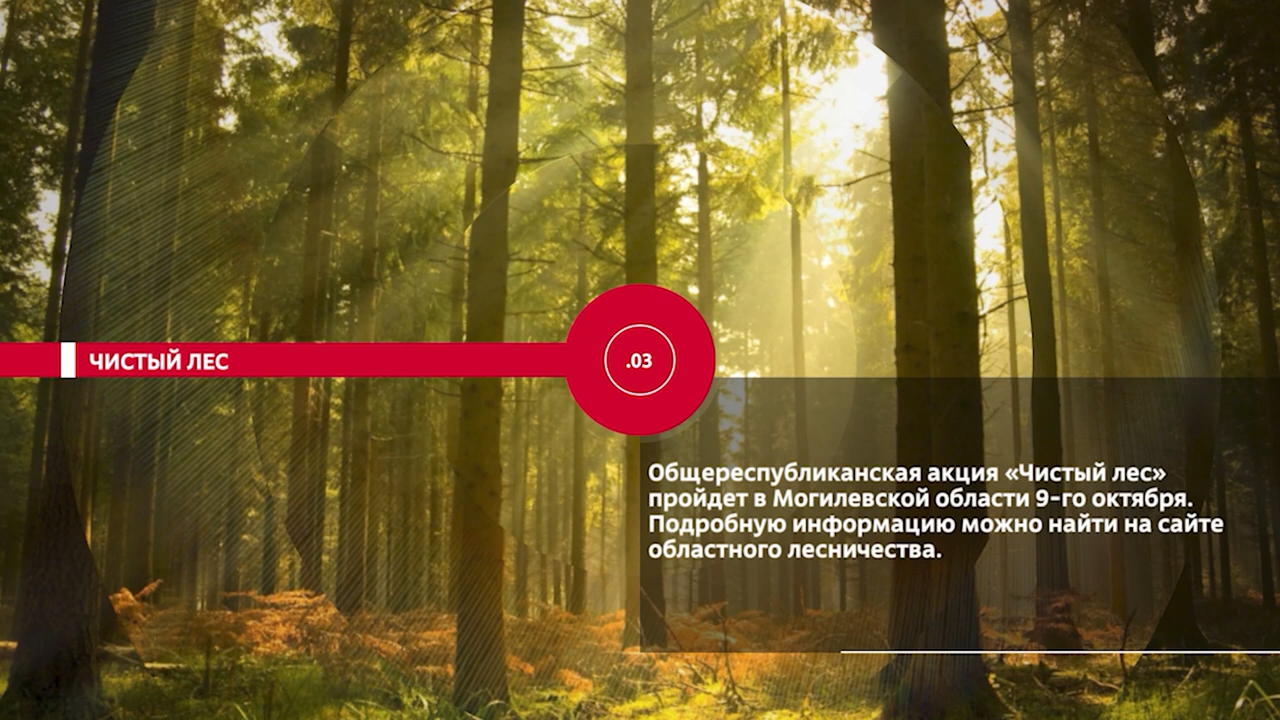 ЧИСТЫЙ ЛЕС
.03
Общереспубликанская акция «Чистый лес»
пройдет в Могилевской области 9-го октября.
Подробную информацию можно найти на сайте
областного лесничества.